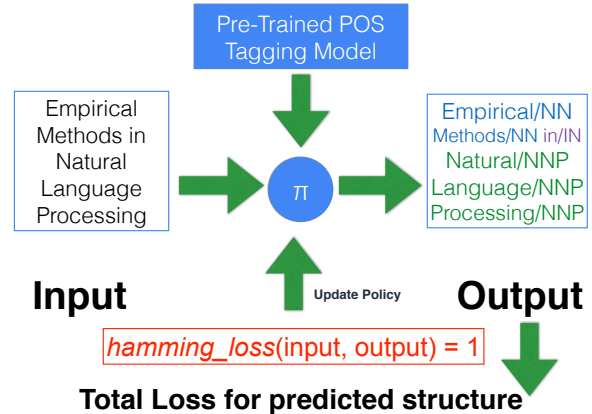 Pre-Trained POS
Tagging Model
Empirical
Methods in
Natural
Language
Processing
π
Empirical/NN
Methods/NN in/IN
Natural/NNP
Language/NNP
Processing/NNP
Input
Update Policy
Output
hamming_loss(input, output) = 1
Total Loss for predicted structure